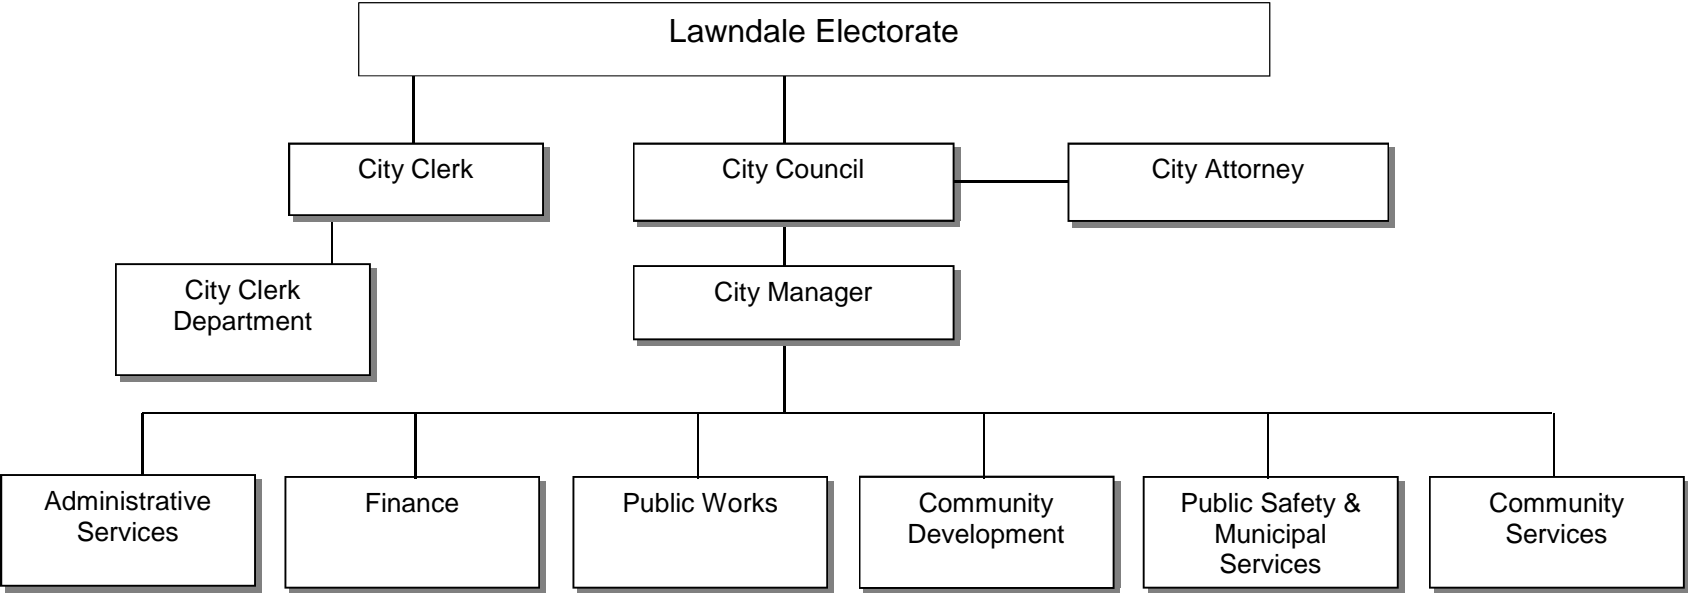 Lawndale Electorate
City Clerk
City Council
City Attorney
City Clerk
Department
City Manager
Administrative
Services
Finance
Public Works
Community
Development
Public Safety &
Municipal
Services
Community
Services